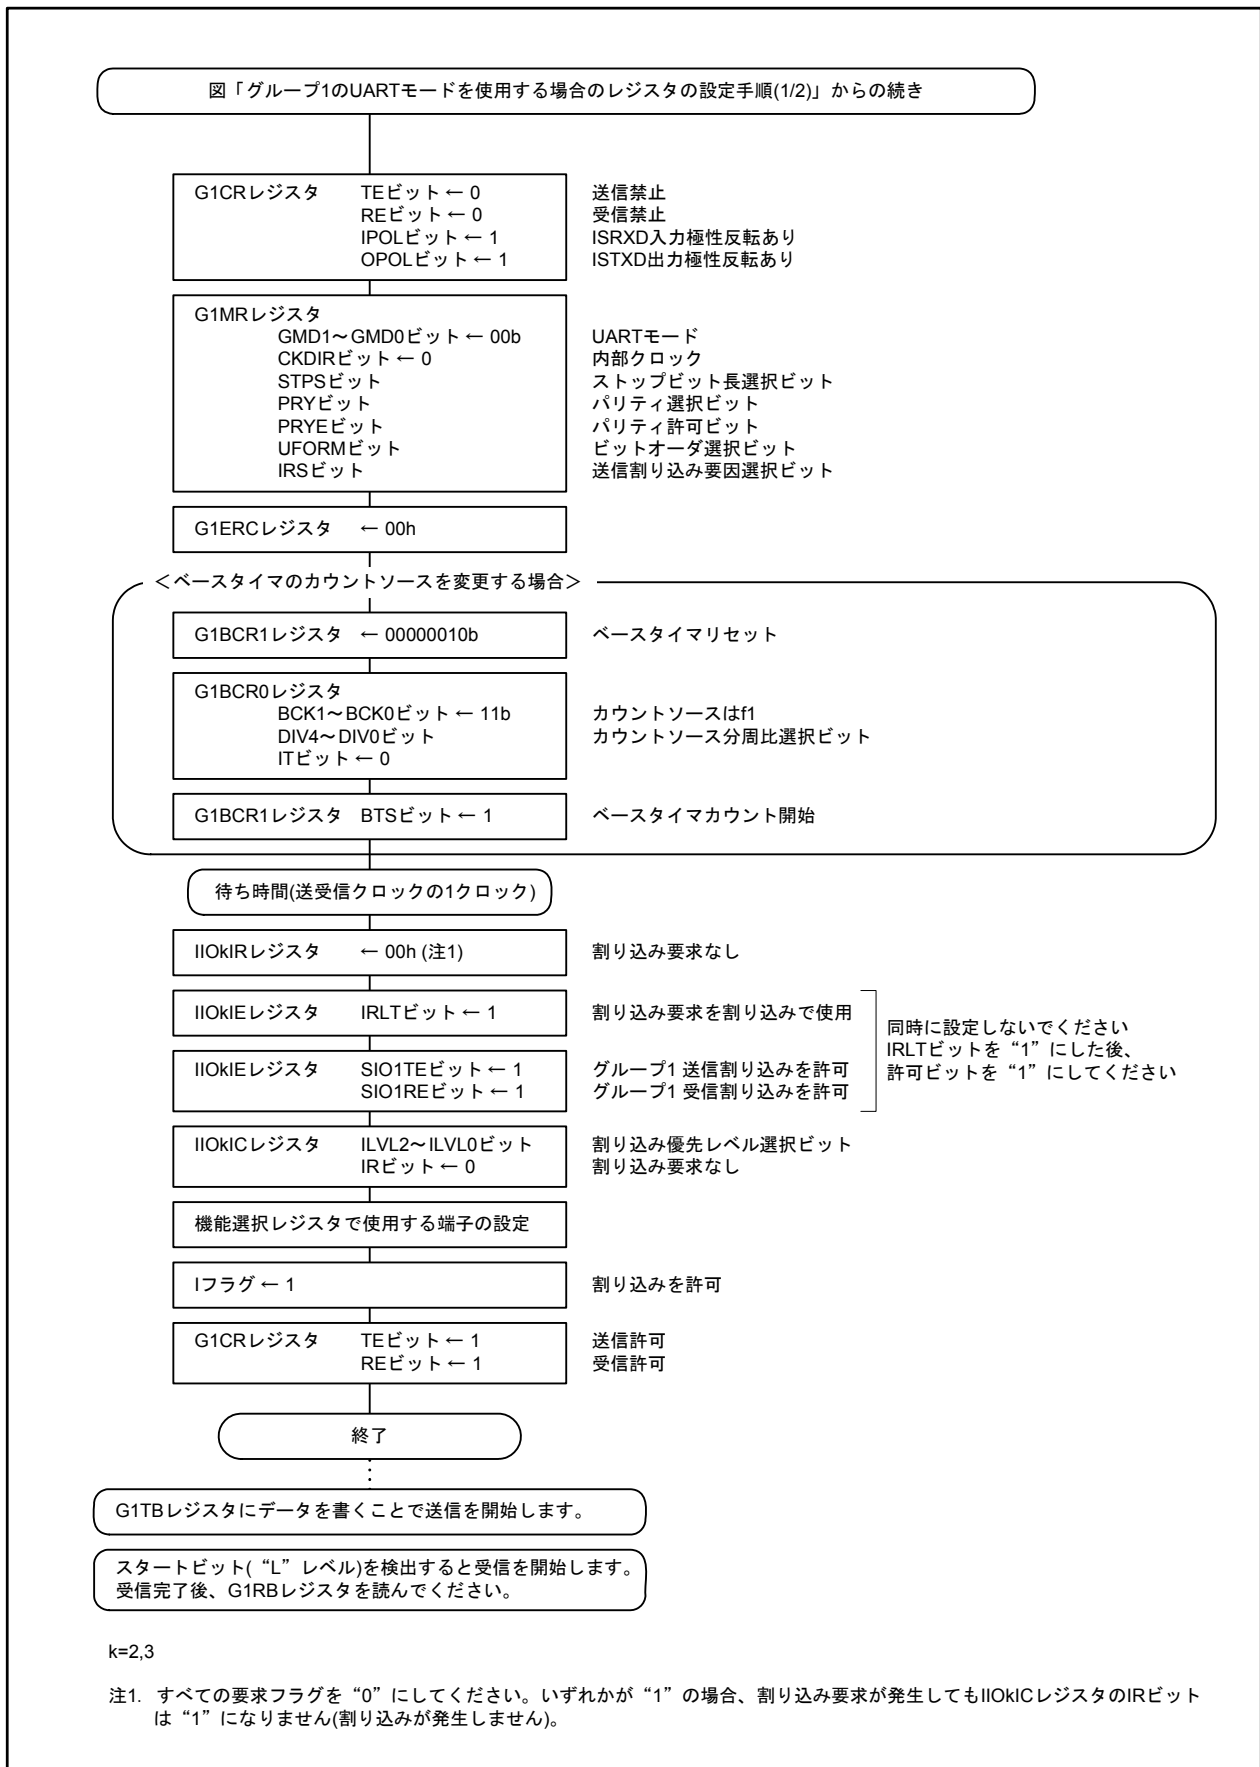 図「グループ1のUARTモードを使用する場合のレジスタの設定手順(1/2)」からの続き
G1CRレジスタ TEビット ← 0 送信禁止
REビット ← 0 受信禁止
IPOLビット ← 1 ISRXD入力極性反転あり
OPOLビット ← 1 ISTXD出力極性反転あり
G1MRレジスタ
GMD1～GMD0ビット ← 00b UARTモード
CKDIRビット ← 0 内部クロック
STPSビット ストップビット長選択ビット
PRYビット パリティ選択ビット
PRYEビット パリティ許可ビット
UFORMビット ビットオーダ選択ビット
IRSビット 送信割り込み要因選択ビット
G1ERCレジスタ ← 00h
＜ベースタイマのカウントソースを変更する場合＞
G1BCR1レジスタ ← 00000010b ベースタイマリセット
G1BCR0レジスタ
BCK1～BCK0ビット ← 11b カウントソースはf1
DIV4～DIV0ビット カウントソース分周比選択ビット
ITビット ← 0
G1BCR1レジスタ BTSビット ← 1 ベースタイマカウント開始
待ち時間(送受信クロックの1クロック)
IIOkIRレジスタ ← 00h (注1) 割り込み要求なし
IIOkIEレジスタ IRLTビット ← 1 割り込み要求を割り込みで使用
同時に設定しないでください
IRLTビットを“1”にした後、
許可ビットを“1”にしてください
IIOkIEレジスタ SIO1TEビット ← 1 グループ1 送信割り込みを許可
SIO1REビット ← 1 グループ1 受信割り込みを許可
IIOkICレジスタ ILVL2～ILVL0ビット 割り込み優先レベル選択ビット
IRビット ← 0 割り込み要求なし
機能選択レジスタで使用する端子の設定
Iフラグ ← 1 割り込みを許可
G1CRレジスタ TEビット ← 1 送信許可
REビット ← 1 受信許可
終了
G1TBレジスタにデータを書くことで送信を開始します。
スタートビット(“L”レベル)を検出すると受信を開始します。
受信完了後、G1RBレジスタを読んでください。
k=2,3
注1. すべての要求フラグを“0”にしてください。いずれかが“1”の場合、割り込み要求が発生してもIIOkICレジスタのIRビット
は“1”になりません(割り込みが発生しません)。